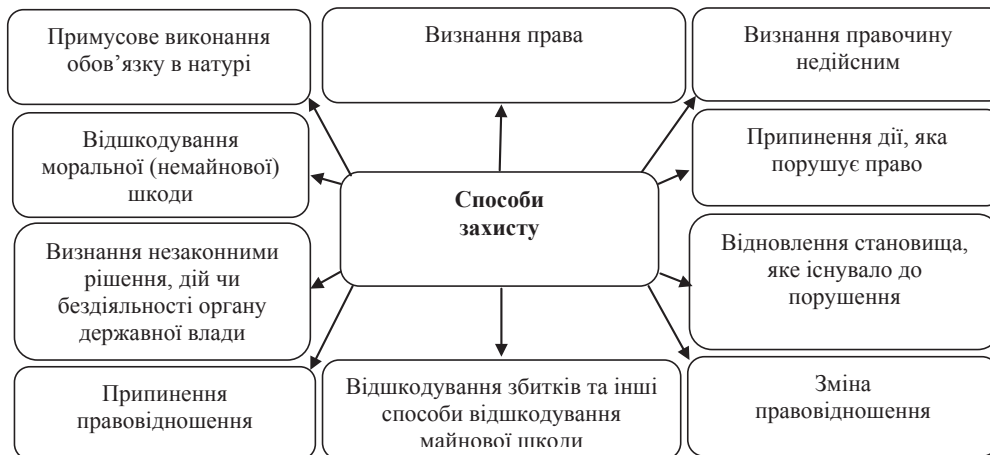 Примусове виконання
обов’язку в натурі
Визнання права
Визнання правочину
недійсним
Відшкодування
моральної (немайнової)
шкоди
Способи
захисту
Припинення дії, яка
порушує право
Визнання незаконними
рішення, дій чи
бездіяльності органу
державної влади
Відновлення становища,
яке існувало до
порушення
Припинення
правовідношення
Відшкодування збитків та інші
способи відшкодування
майнової шкоди
Зміна
правовідношення